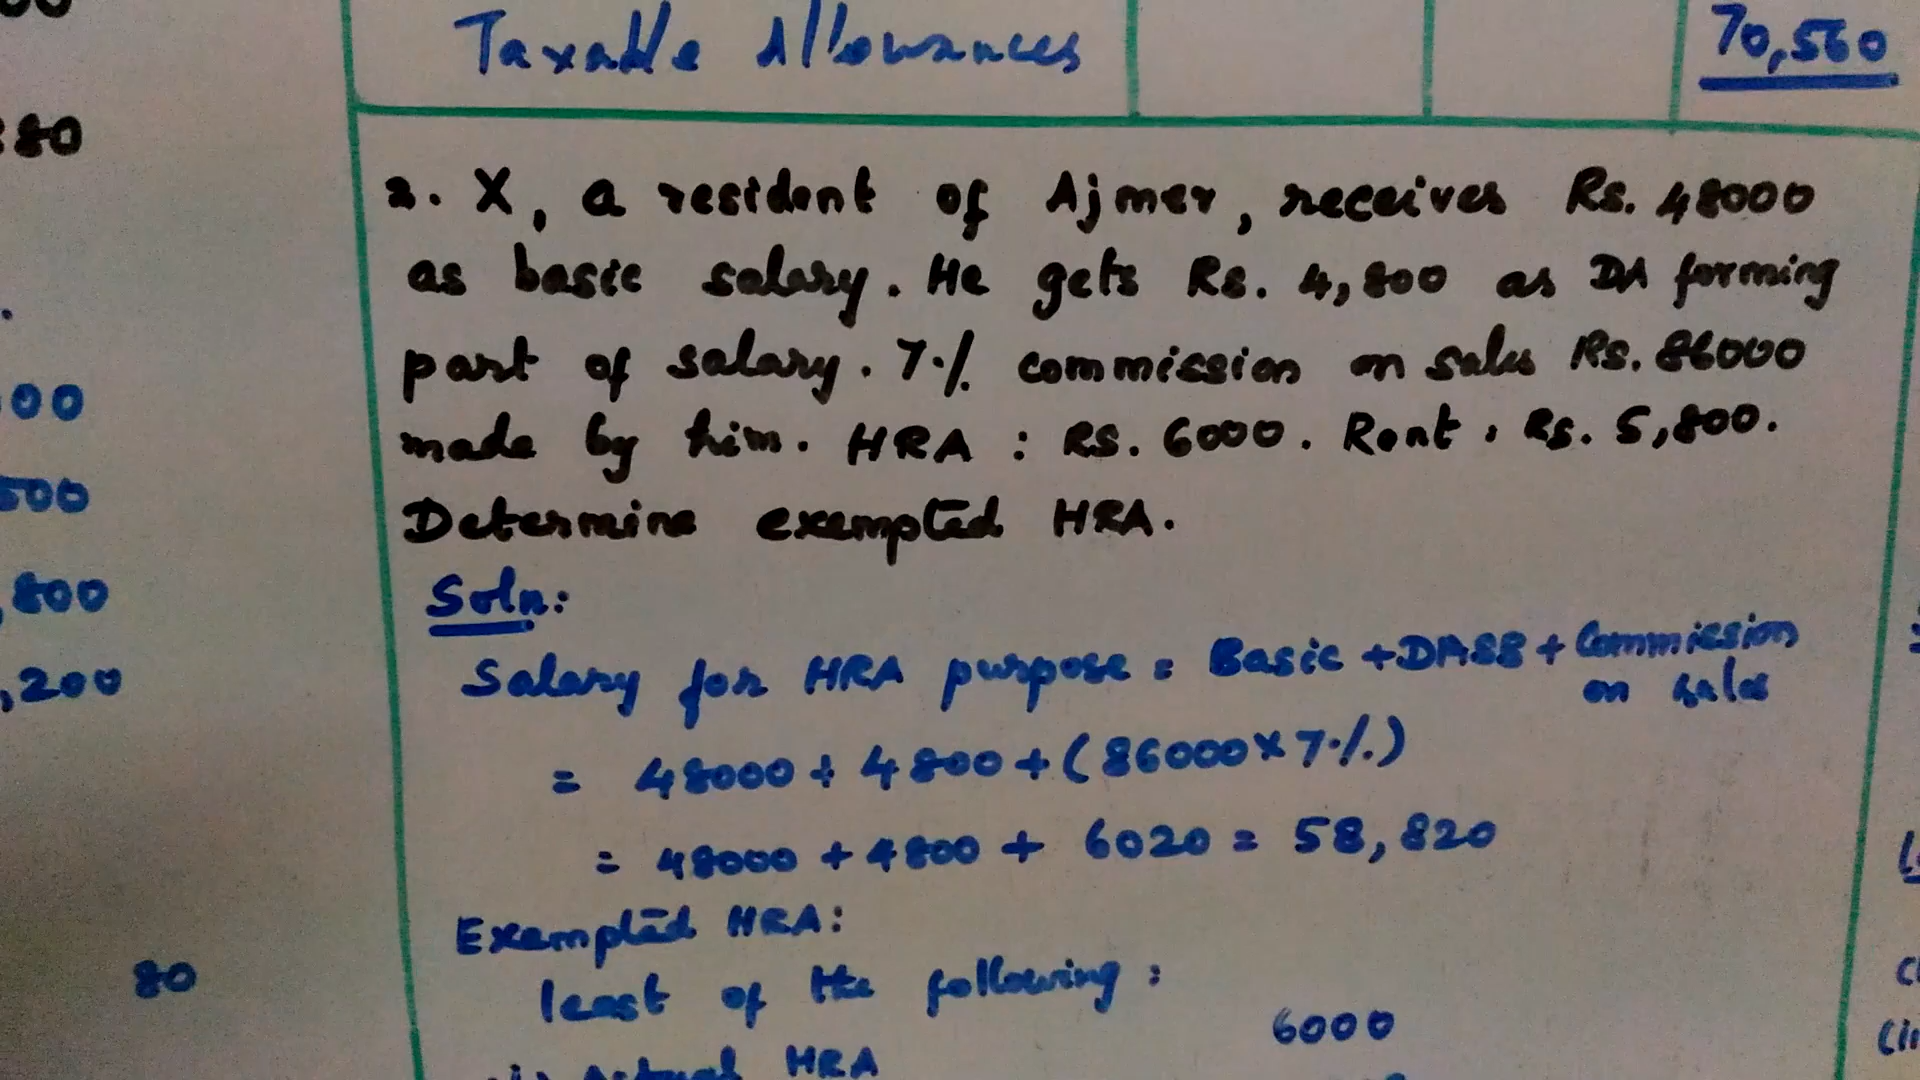 Taxable Allowances 70,560
80
2. X, a resident of Ajmer, receives Rs. 48000
as basic salary. He gets Rs. 4,800 as DA forming
part of salary. 7% commission on sales Rs. 86000
00
made by him. HRA : RS. 6000. Rent : Rs. 5,800.
500
Determine exempted HRA.
,800
Soln:
,200
Salary for HRA purpose = Basic + DASB + Commission
on sales
= 48000 + 4800 + (86000 x 7%)
= 48000 + 4800 + 6020 = 58,820
Exempted HRA:
80
least of the following :
6000
Actual HRA